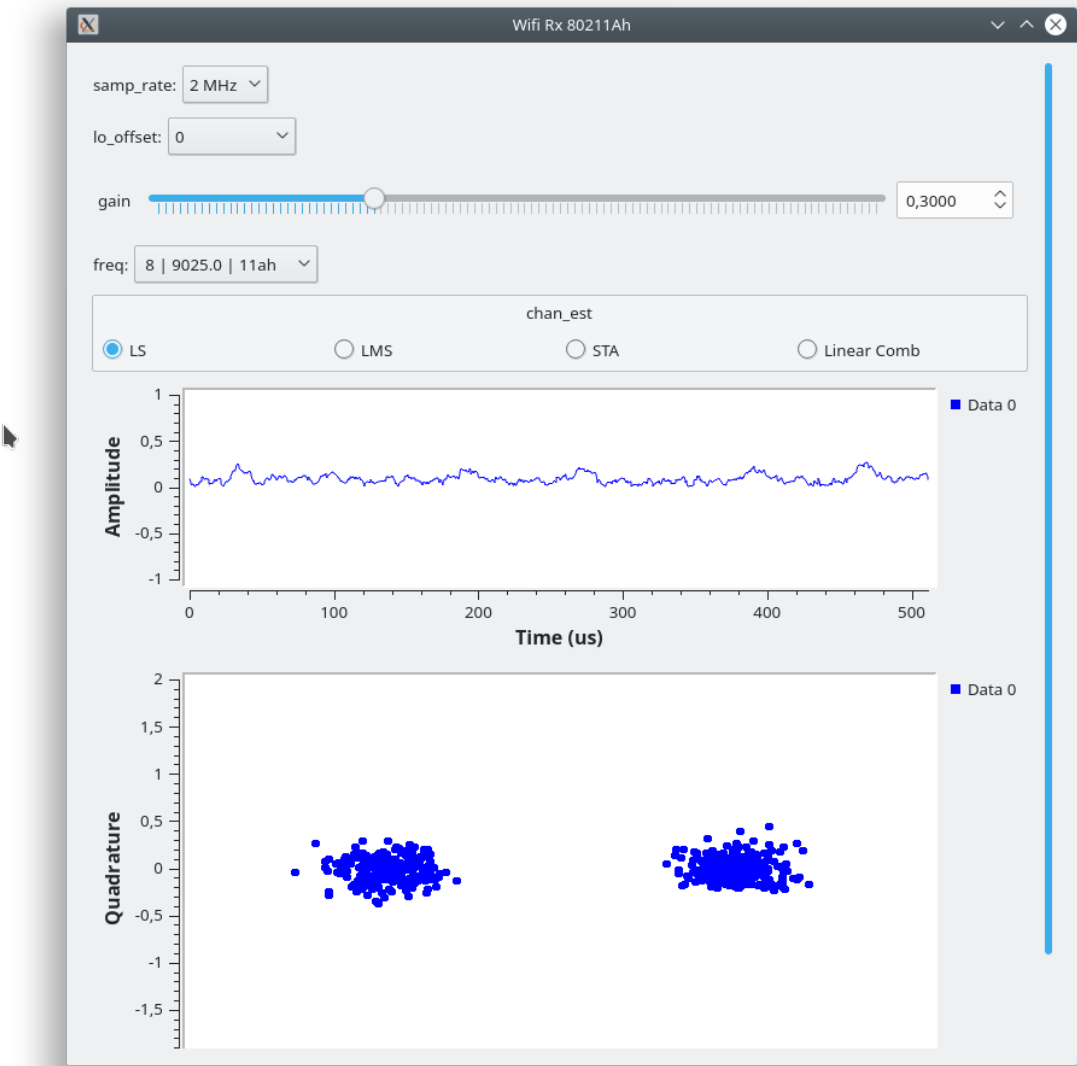 Wifi Rx 80211Ah
samp_rate: 2 MHz
lo_offset: 0
gain 0,3000
freq: 8 | 9025.0 | 11ah
chan_est
LS LMS STA Linear Comb
1
0,5
0
-0,5
-1
Amplitude
Data 0
0 100 200 300 400 500
Time (us)
2
1,5
1
0,5
0
-0,5
-1
-1,5
Quadrature
Data 0